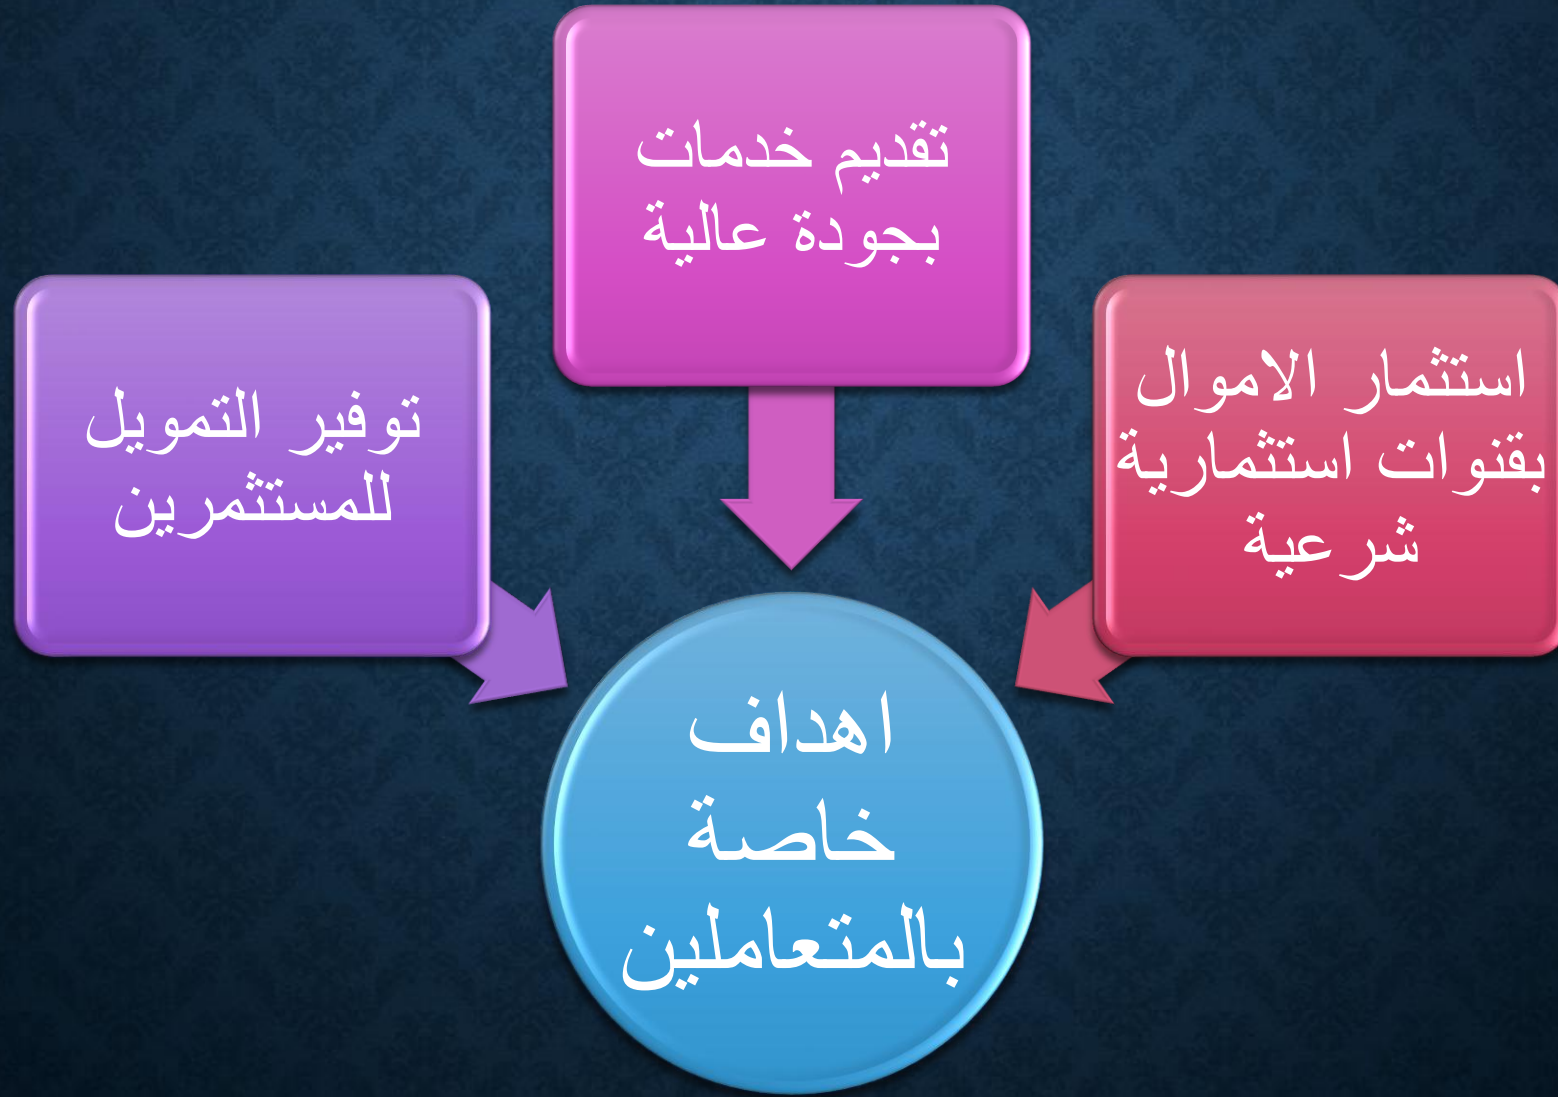 تقديم خدمات
بجودة عالية
استثمار الاموال
بقنوات استثمارية
شرعية
توفير التمويل
للمستثمرين
اهداف
خاصة
بالمتعاملين